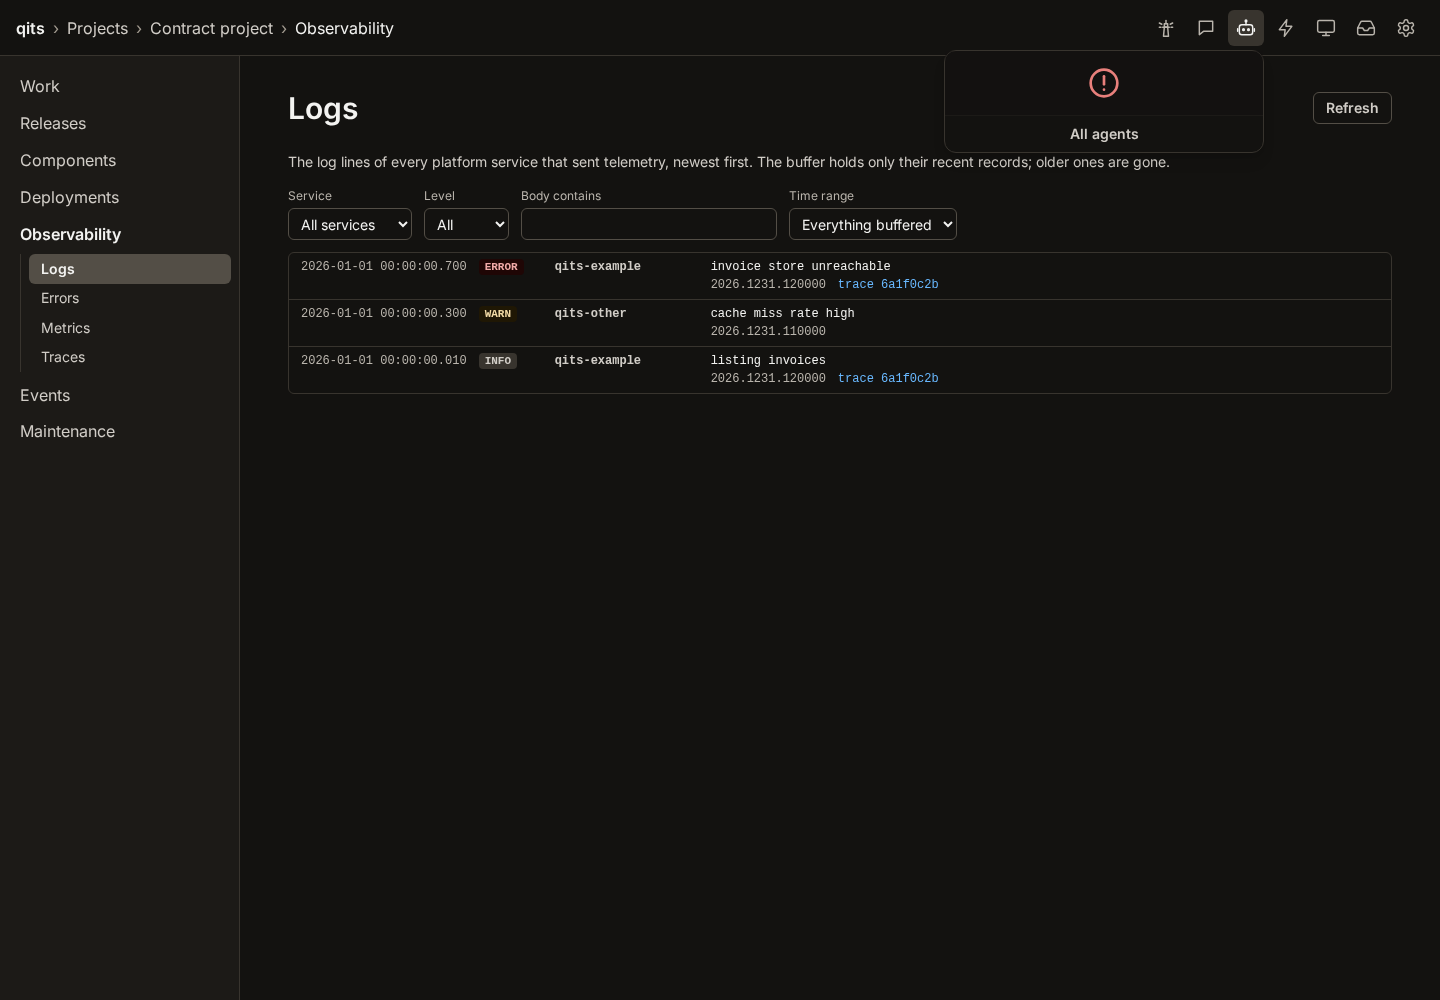 qits › Projects › Contract project › Observability
Work
Releases
Components
Deployments
Observability
Logs
Errors
Metrics
Traces
Events
Maintenance
All agents
Logs
Refresh
The log lines of every platform service that sent telemetry, newest first. The buffer holds only their recent records; older ones are gone.
Service Level Body contains Time range
All services All Everything buffered
2026-01-01 00:00:00.700 ERROR qits-example invoice store unreachable
2026.1231.120000 trace 6a1f0c2b
2026-01-01 00:00:00.300 WARN qits-other cache miss rate high
2026.1231.110000
2026-01-01 00:00:00.010 INFO qits-example listing invoices
2026.1231.120000 trace 6a1f0c2b